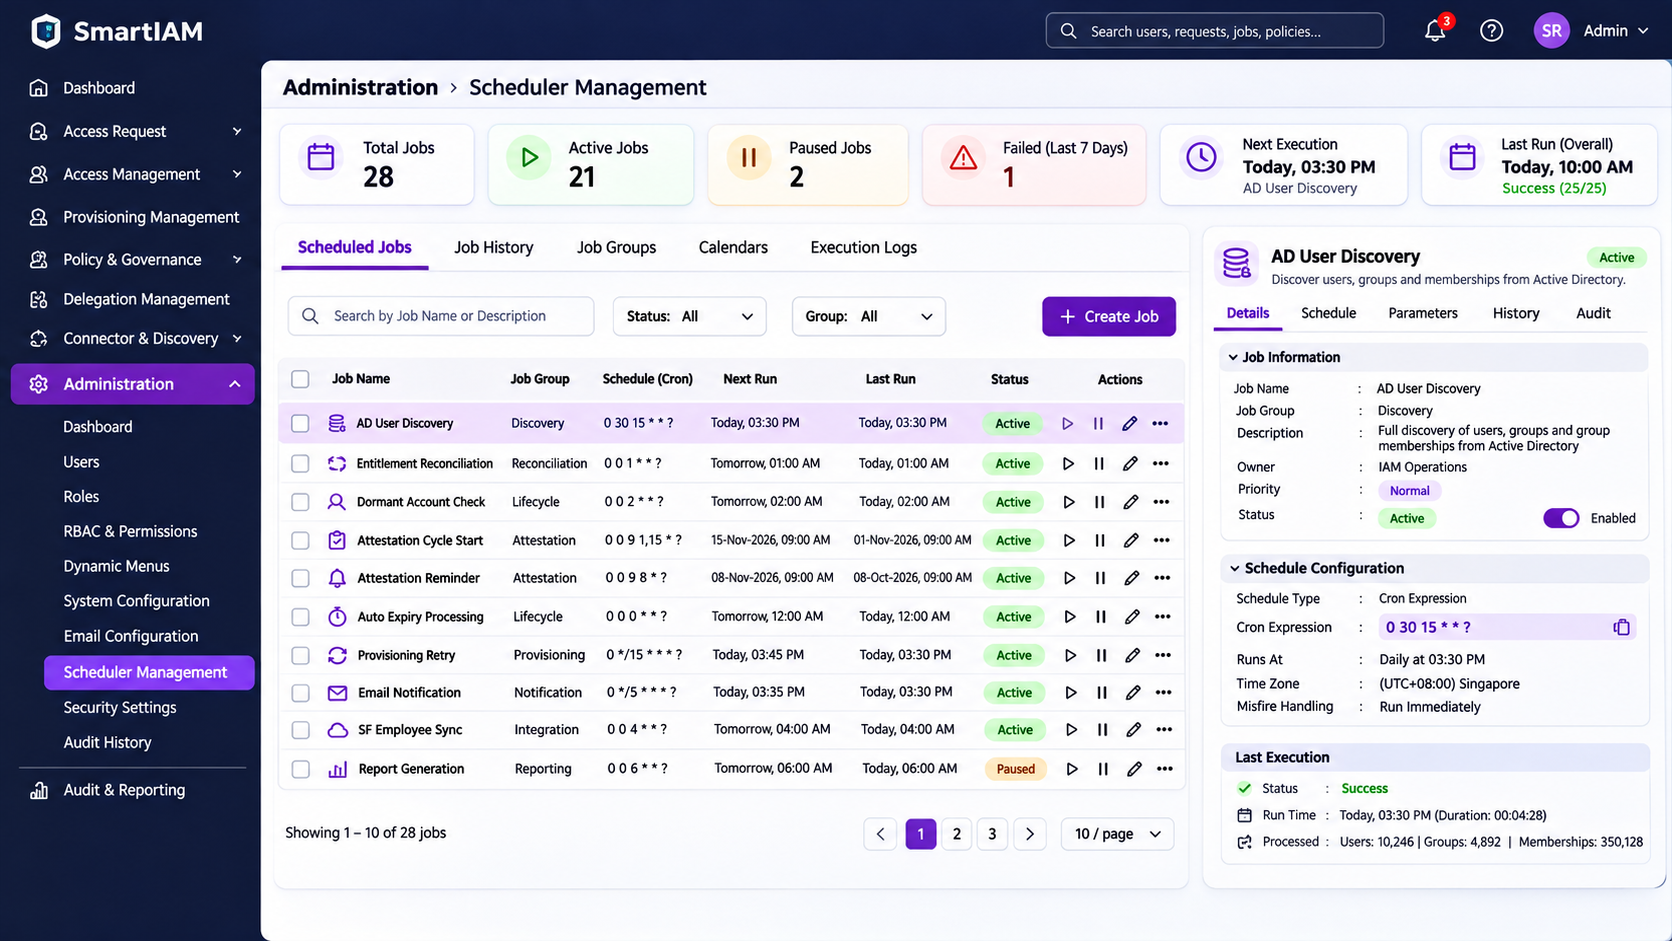 SmartIAM
Search users, requests, jobs, policies...
3
SR
Admin
Dashboard
Access Request
Access Management
Provisioning Management
Policy & Governance
Delegation Management
Connector & Discovery
Administration
Dashboard
Users
Roles
RBAC & Permissions
Dynamic Menus
System Configuration
Email Configuration
Scheduler Management
Security Settings
Audit History
Audit & Reporting
Administration > Scheduler Management
Total Jobs
28
Active Jobs
21
Paused Jobs
2
Failed (Last 7 Days)
1
Next Execution
Today, 03:30 PM
AD User Discovery
Last Run (Overall)
Today, 10:00 AM
Success (25/25)
Scheduled Jobs Job History Job Groups Calendars Execution Logs
Search by Job Name or Description
Status: All
Group: All
+ Create Job
Job Name Job Group Schedule (Cron) Next Run Last Run Status Actions
AD User Discovery Discovery 0 30 15 * * ? Today, 03:30 PM Today, 03:30 PM Active
Entitlement Reconciliation Reconciliation 0 0 1 * * ? Tomorrow, 01:00 AM Today, 01:00 AM Active
Dormant Account Check Lifecycle 0 0 2 * * ? Tomorrow, 02:00 AM Today, 02:00 AM Active
Attestation Cycle Start Attestation 0 0 9 1,15 * ? 15-Nov-2026, 09:00 AM 01-Nov-2026, 09:00 AM Active
Attestation Reminder Attestation 0 0 9 8 * ? 08-Nov-2026, 09:00 AM 08-Oct-2026, 09:00 AM Active
Auto Expiry Processing Lifecycle 0 0 0 * * ? Tomorrow, 12:00 AM Today, 12:00 AM Active
Provisioning Retry Provisioning 0 */15 * * * ? Today, 03:45 PM Today, 03:30 PM Active
Email Notification Notification 0 */5 * * * ? Today, 03:35 PM Today, 03:30 PM Active
SF Employee Sync Integration 0 0 4 * * ? Tomorrow, 04:00 AM Today, 04:00 AM Active
Report Generation Reporting 0 0 6 * * ? Tomorrow, 06:00 AM Today, 06:00 AM Paused
Showing 1 – 10 of 28 jobs
< 1 2 3 > 10 / page
AD User Discovery Active
Discover users, groups and memberships from Active Directory.
Details Schedule Parameters History Audit
Job Information
Job Name : AD User Discovery
Job Group : Discovery
Description : Full discovery of users, groups and group
memberships from Active Directory
Owner : IAM Operations
Priority : Normal
Status : Active Enabled
Schedule Configuration
Schedule Type : Cron Expression
Cron Expression : 0 30 15 * * ?
Runs At : Daily at 03:30 PM
Time Zone : (UTC+08:00) Singapore
Misfire Handling : Run Immediately
Last Execution
Status : Success
Run Time : Today, 03:30 PM (Duration: 00:04:28)
Processed : Users: 10,246 | Groups: 4,892 | Memberships: 350,128